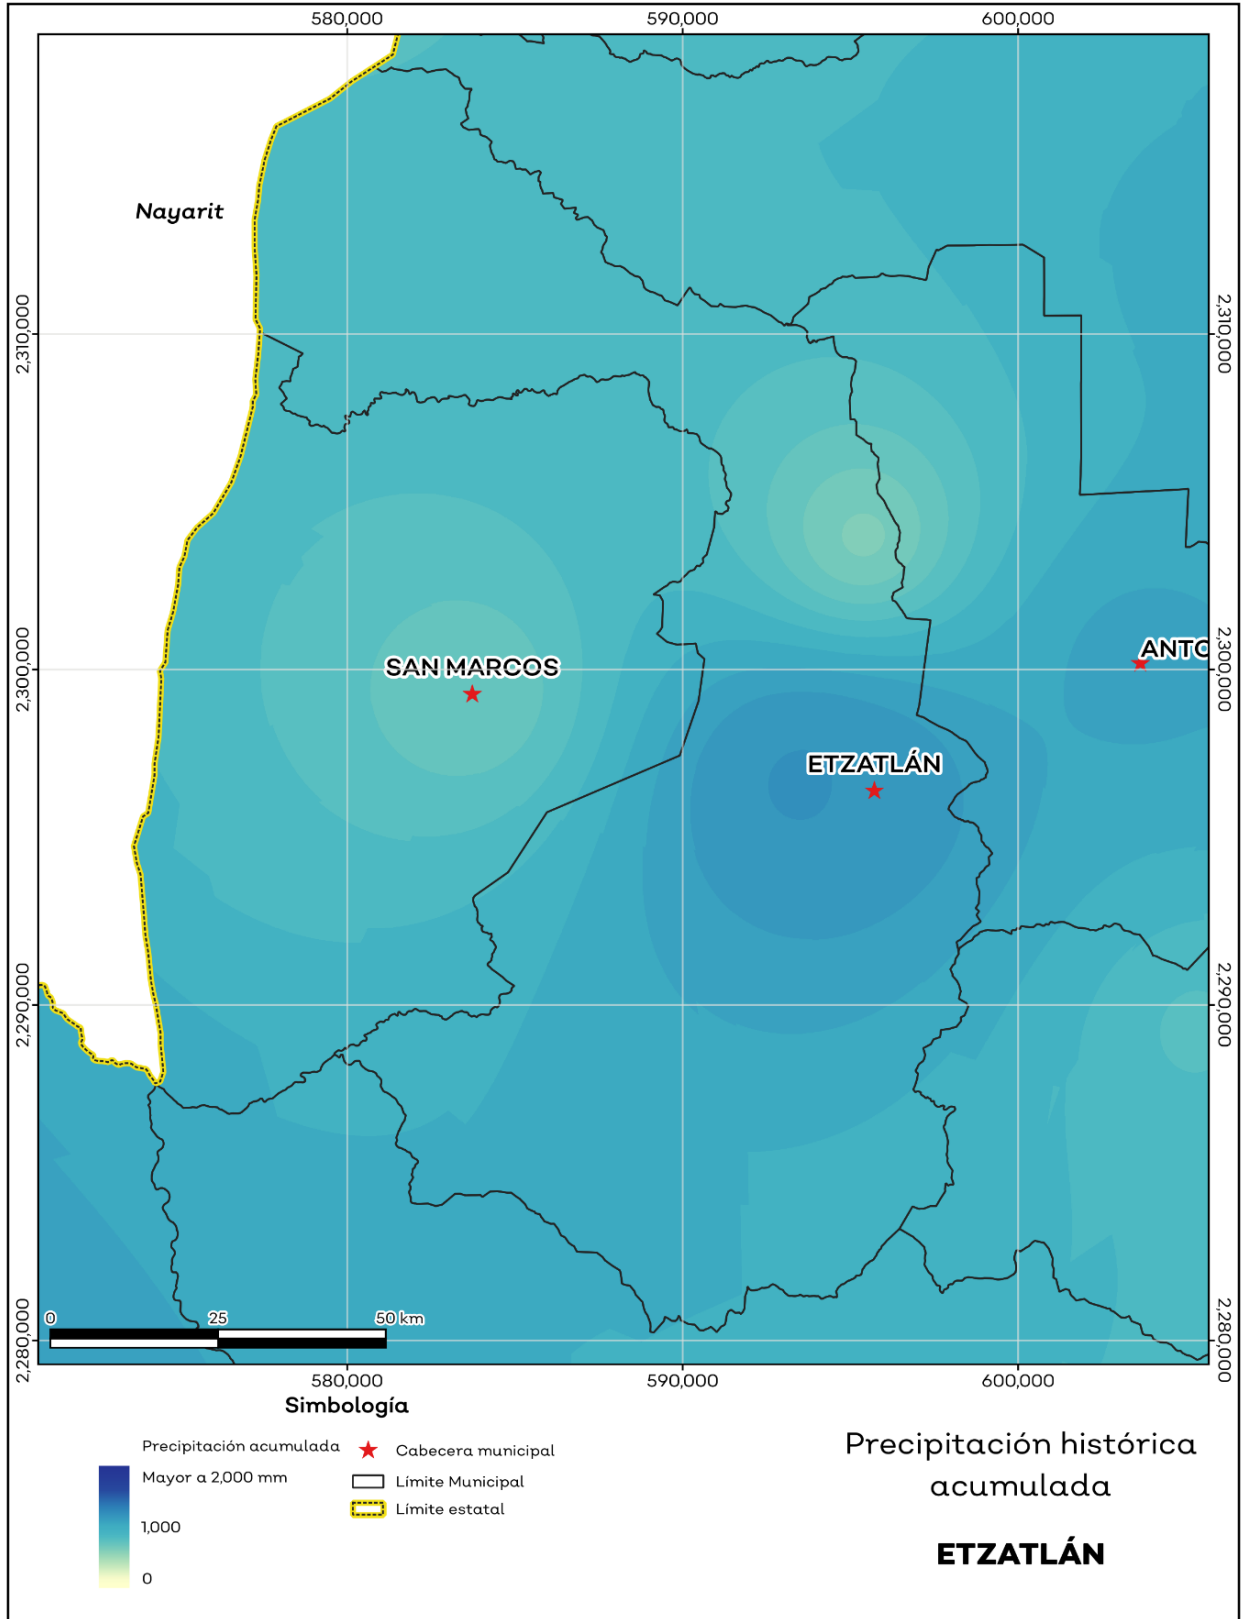 580,000
590,000
600,000
Nayarit
2,310,000
2,310,000
SAN MARCOS
ANTO
2,300,000
2,300,000
ETZATLÁN
2,290,000
2,290,000
0 25 50 km
2,280,000
2,280,000
580,000
590,000
600,000
Simbología
Precipitación acumulada
Mayor a 2,000 mm
1,000
0
Cabecera municipal
Límite Municipal
Límite estatal
Precipitación histórica
acumulada
ETZATLÁN